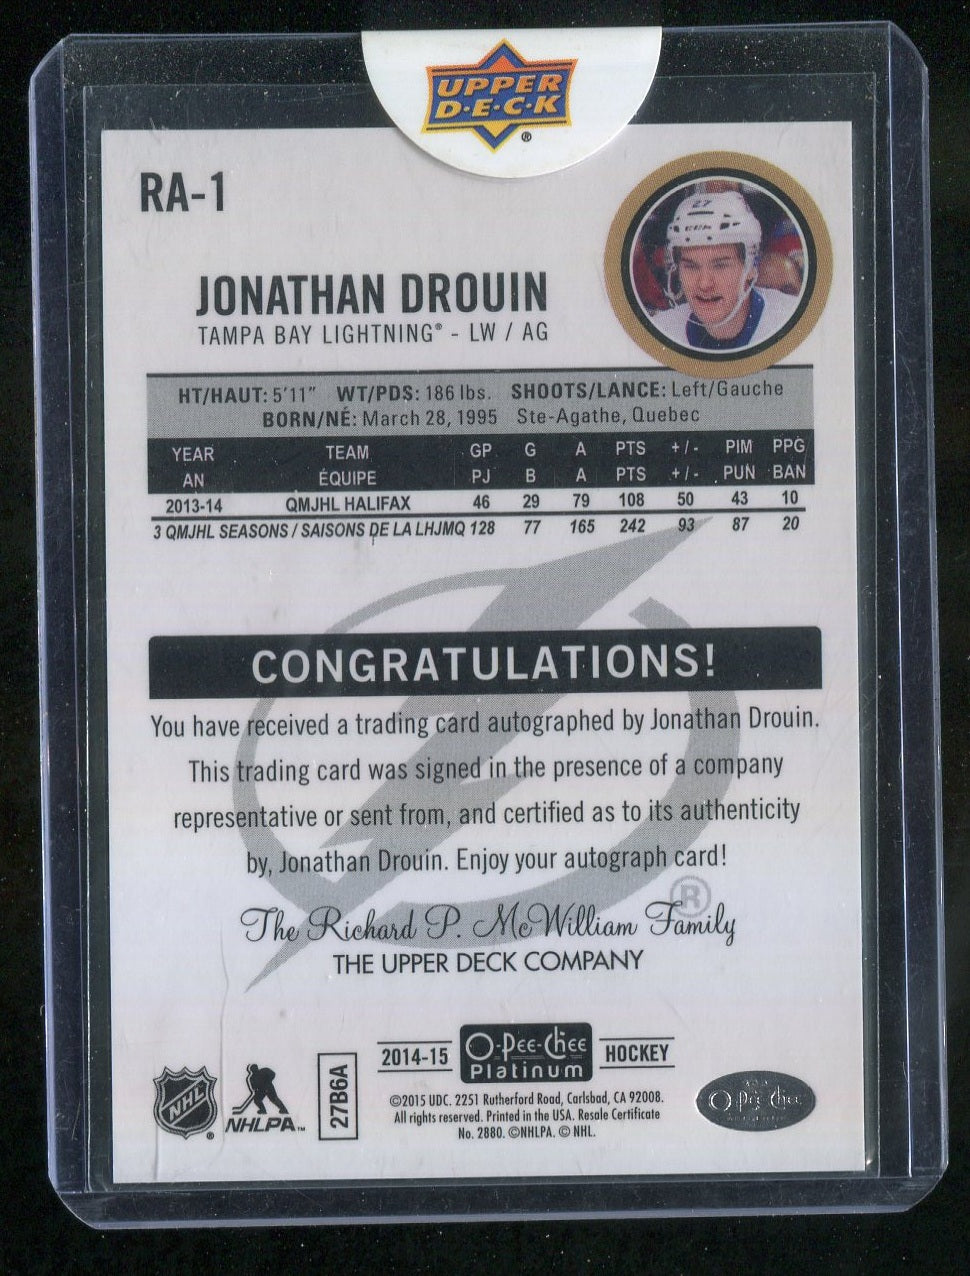 UPPER
D·E·C·K
®
RA-1
27
CCM
JONATHAN DROUIN
TAMPA BAY LIGHTNING® - LW / AG
HT/HAUT: 5'11" WT/PDS: 186 lbs. SHOOTS/LANCE: Left/Gauche
BORN/NÉ: March 28, 1995 Ste-Agathe, Quebec
YEAR TEAM GP G A PTS +/- PIM PPG
AN ÉQUIPE PJ B A PTS +/- PUN BAN
2013-14 QMJHL HALIFAX 46 29 79 108 50 43 10
3 QMJHL SEASONS / SAISONS DE LA LHJMQ 128 77 165 242 93 87 20
CONGRATULATIONS!
You have received a trading card autographed by Jonathan Drouin.
This trading card was signed in the presence of a company
representative or sent from, and certified as to its authenticity
by, Jonathan Drouin. Enjoy your autograph card!
®
The Richard P. McWilliam Family
THE UPPER DECK COMPANY
2014-15 O-Pee-Chee HOCKEY
Platinum
NHL ®
NHLPA™
27B6A
©2015 UDC. 2251 Rutherford Road, Carlsbad, CA 92008.
All rights reserved. Printed in the USA. Resale Certificate
No. 2880. ©NHLPA. © NHL.
O-Pee-Chee